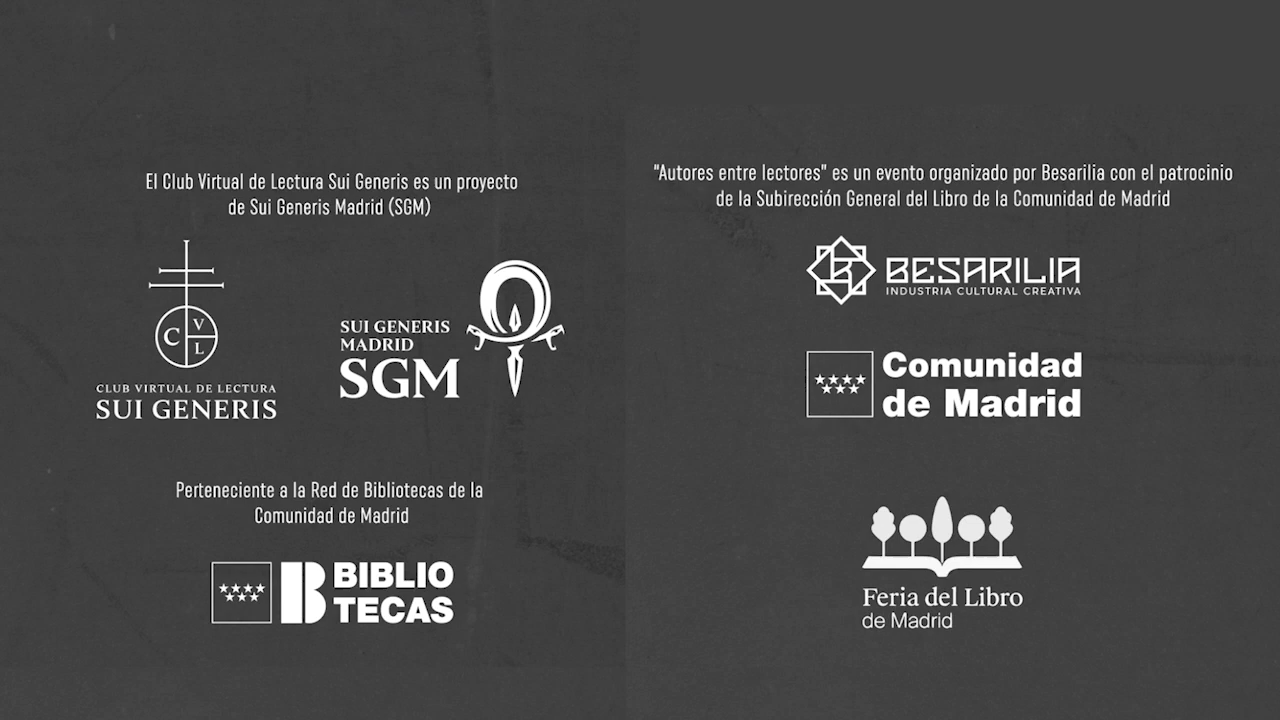 El Club Virtual de Lectura Sui Generis es un proyecto
de Sui Generis Madrid (SGM)
C V L
CLUB VIRTUAL DE LECTURA
SUI GENERIS
SUI GENERIS
MADRID
SGM
Perteneciente a la Red de Bibliotecas de la
Comunidad de Madrid
B BIBLIO
TECAS
"Autores entre lectores" es un evento organizado por Besarilia con el patrocinio
de la Subirección General del Libro de la Comunidad de Madrid
B BESARILIA
INDUSTRIA CULTURAL CREATIVA
Comunidad
de Madrid
Feria del Libro
de Madrid